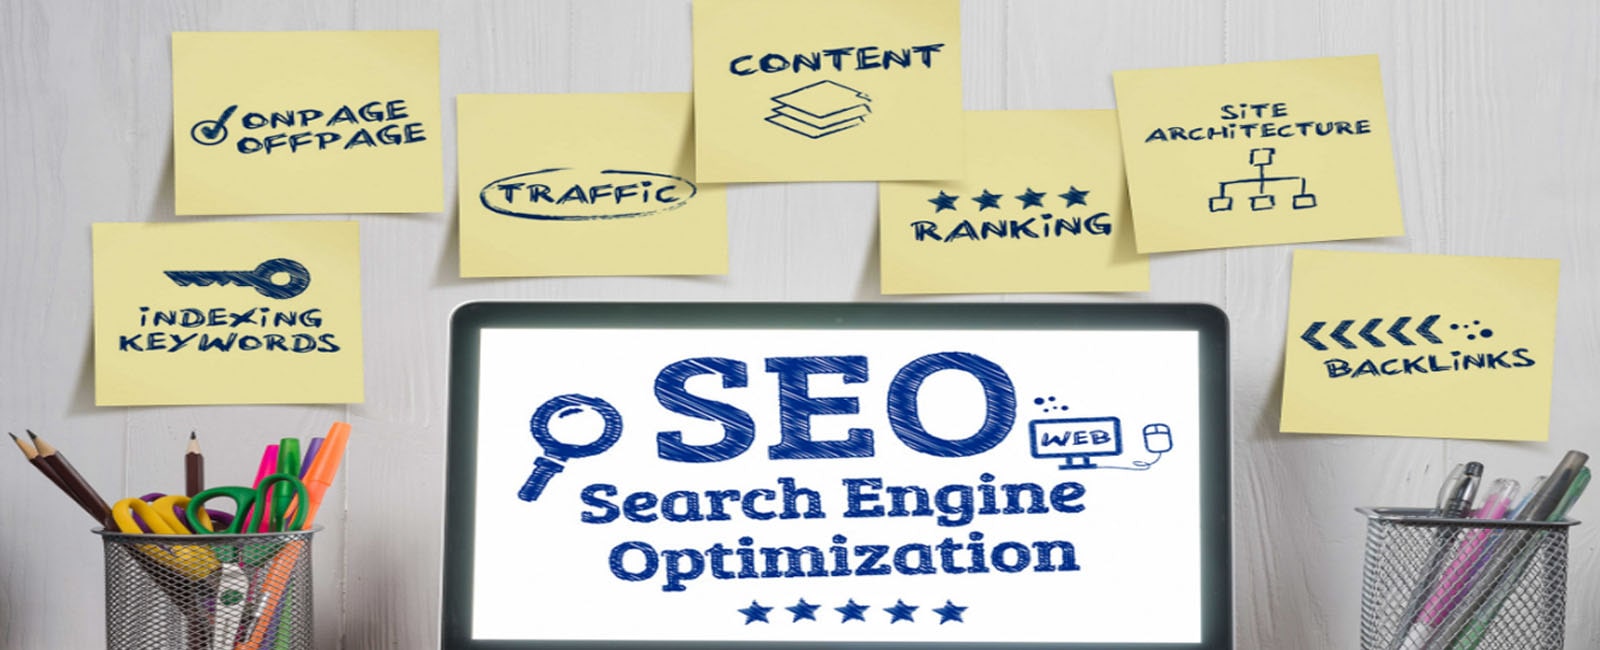 ONPAGE
OFFPAGE
TRAFFiC
CONTENT
RANKiNG
SiTE
ARCHiTECTURE
iNDEXiNG
KEYWORDS
BACKLiNKS
SEO
WEB
Search Engine
Optimization